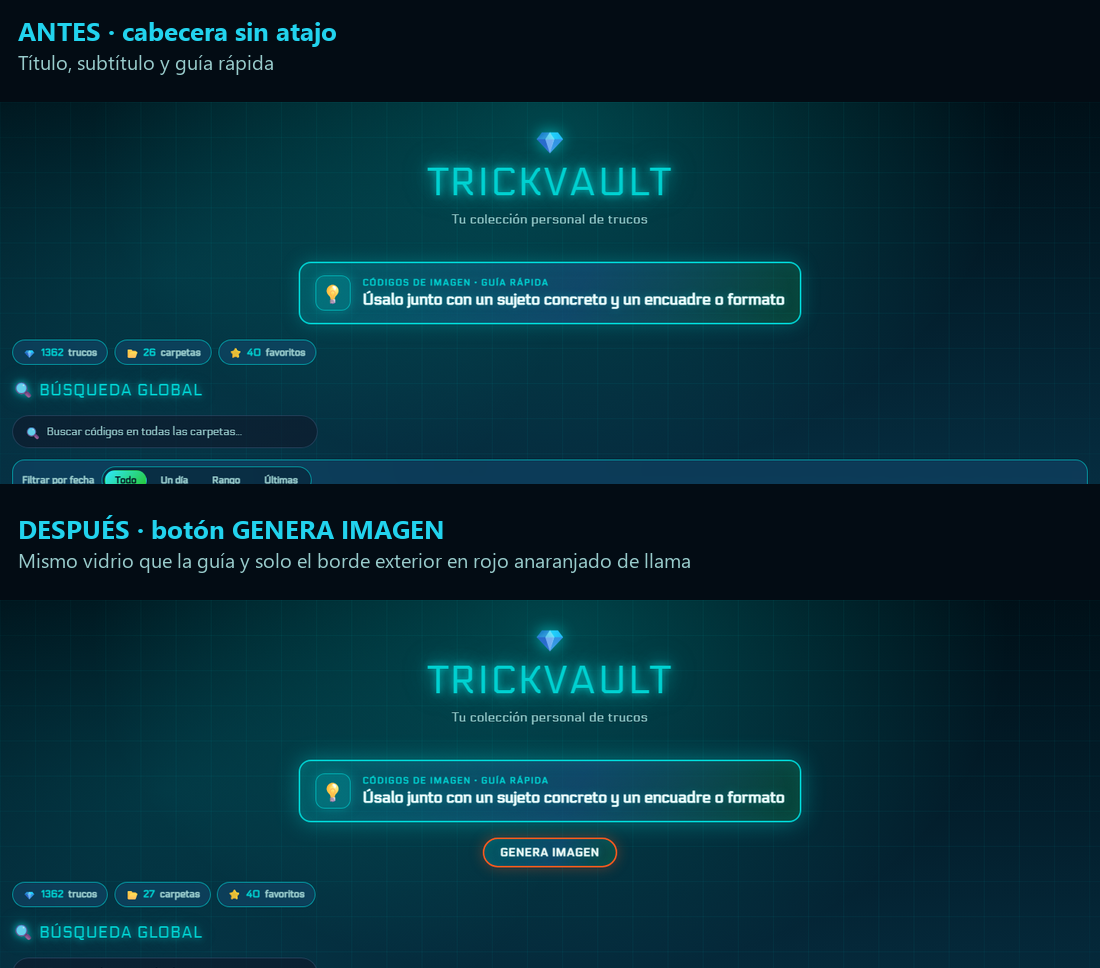 ANTES · cabecera sin atajo
Título, subtítulo y guía rápida
TRICKVAULT
Tu colección personal de trucos
CÓDIGOS DE IMAGEN · GUÍA RÁPIDA
Úsalo junto con un sujeto concreto y un encuadre o formato
1362 trucos 26 carpetas 40 favoritos
BÚSQUEDA GLOBAL
Buscar códigos en todas las carpetas...
Filtrar por fecha Todo Un día Rango Últimas
DESPUÉS · botón GENERA IMAGEN
Mismo vidrio que la guía y solo el borde exterior en rojo anaranjado de llama
TRICKVAULT
Tu colección personal de trucos
CÓDIGOS DE IMAGEN · GUÍA RÁPIDA
Úsalo junto con un sujeto concreto y un encuadre o formato
GENERA IMAGEN
1362 trucos 27 carpetas 40 favoritos
BÚSQUEDA GLOBAL